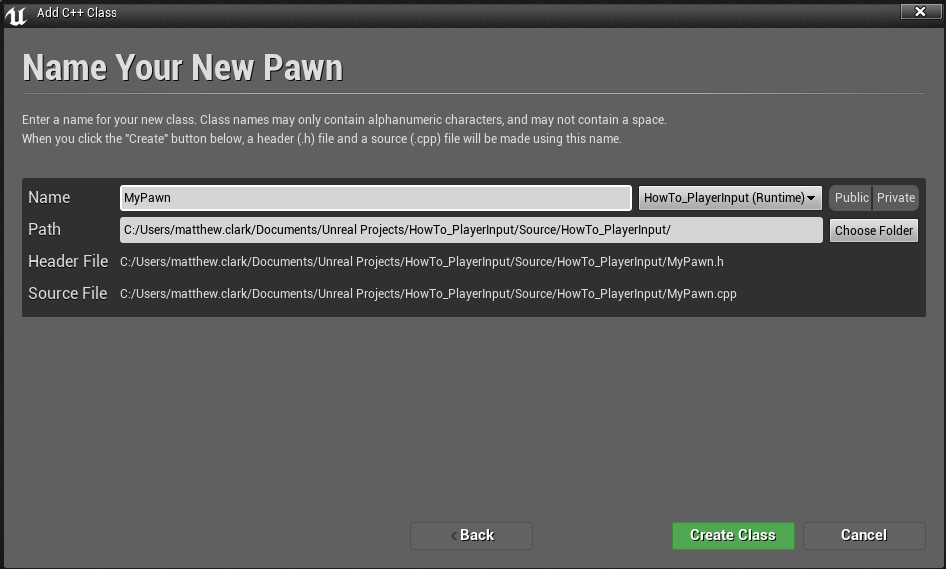 Add C++ Class
Name Your New Pawn
Enter a name for your new class. Class names may only contain alphanumeric characters, and may not contain a space.
When you click the "Create" button below, a header (.h) file and a source (.cpp) file will be made using this name.
Name MyPawn HowTo_PlayerInput (Runtime) Public Private
Path C:/Users/matthew.clark/Documents/Unreal Projects/HowTo_PlayerInput/Source/HowTo_PlayerInput/ Choose Folder
Header File C:/Users/matthew.clark/Documents/Unreal Projects/HowTo_PlayerInput/Source/HowTo_PlayerInput/MyPawn.h
Source File C:/Users/matthew.clark/Documents/Unreal Projects/HowTo_PlayerInput/Source/HowTo_PlayerInput/MyPawn.cpp
Back Create Class Cancel